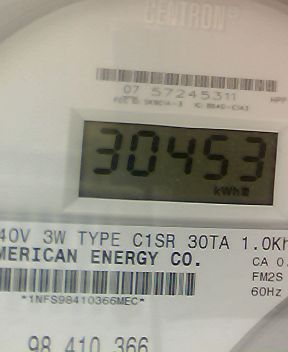 CENTRON®
07 57245311
30453
kWh
40V 3W TYPE C1SR 30TA 1.0Kh
MERICAN ENERGY CO.
CA 0.
FM2S
60Hz
*1NFS98410366MEC*
98 410 366